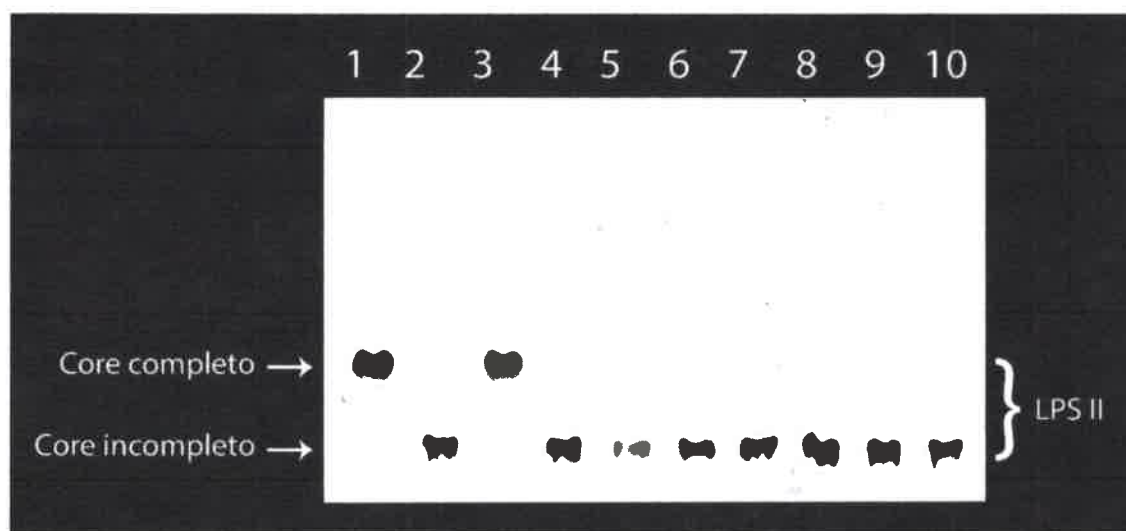 1 2 3 4 5 6 7 8 9 10
Core completo →
Core incompleto →
} LPS II